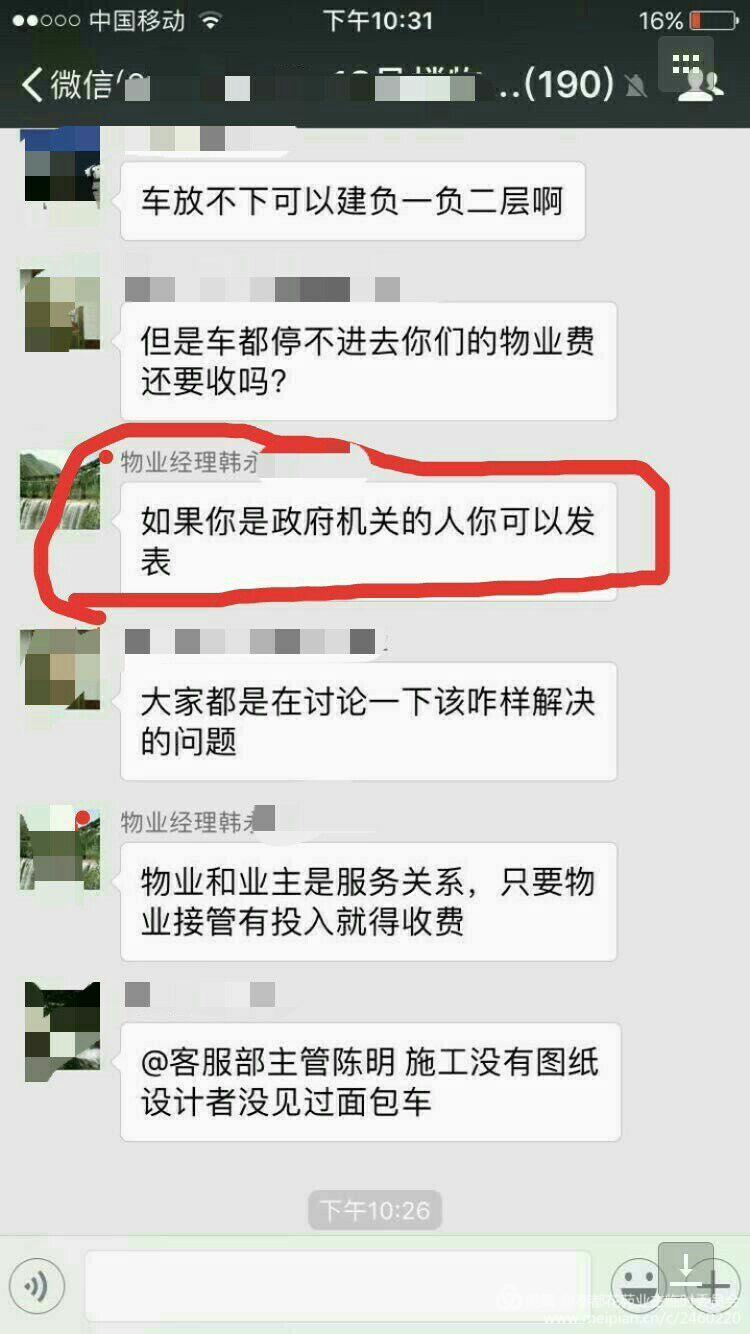 中国移动
下午10:31
16%
微信
..(190)
车放不下可以建负一负二层啊
但是车都停不进去你们的物业费
还要收吗?
物业经理韩永
如果你是政府机关的人你可以发
表
大家都是在讨论一下该咋样解决
的问题
物业经理韩
物业和业主是服务关系，只要物
业接管有投入就得收费
@客服部主管陈明 施工没有图纸
设计者没见过面包车
下午10:26
www.meipian.cn/c/2460220